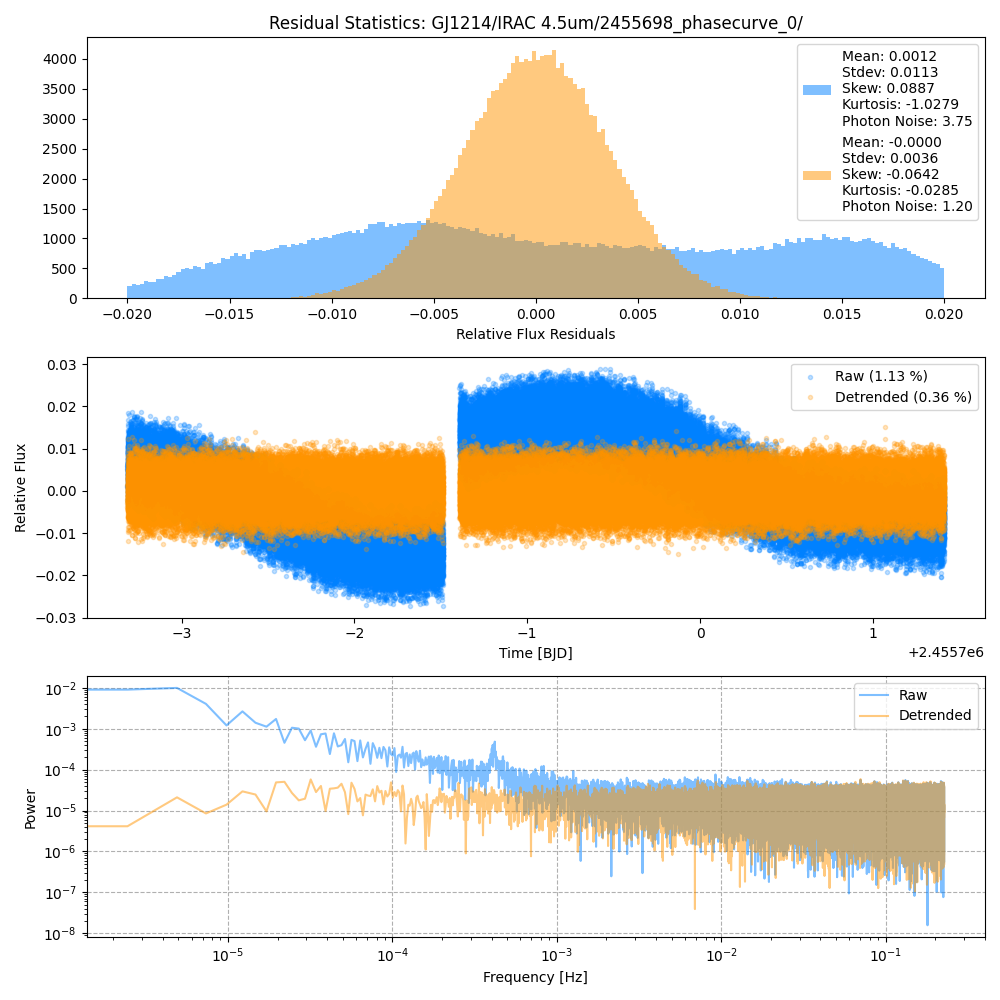 Residual Statistics: GJ1214/IRAC 4.5um/2455698_phasecurve_0/
4000
3500
3000
2500
2000
1500
1000
500
0
Mean: 0.0012
Stdev: 0.0113
Skew: 0.0887
Kurtosis: -1.0279
Photon Noise: 3.75
Mean: -0.0000
Stdev: 0.0036
Skew: -0.0642
Kurtosis: -0.0285
Photon Noise: 1.20
−0.020 −0.015 −0.010 −0.005 0.000 0.005 0.010 0.015 0.020
Relative Flux Residuals
Relative Flux
0.03
0.02
0.01
0.00
−0.01
−0.02
−0.03
Raw (1.13 %)
Detrended (0.36 %)
−3 −2 −1 0 1
Time [BJD]
+2.4557e6
Power
10⁻²
10⁻³
10⁻⁴
10⁻⁵
10⁻⁶
10⁻⁷
10⁻⁸
Raw
Detrended
10⁻⁵ 10⁻⁴ 10⁻³ 10⁻² 10⁻¹
Frequency [Hz]